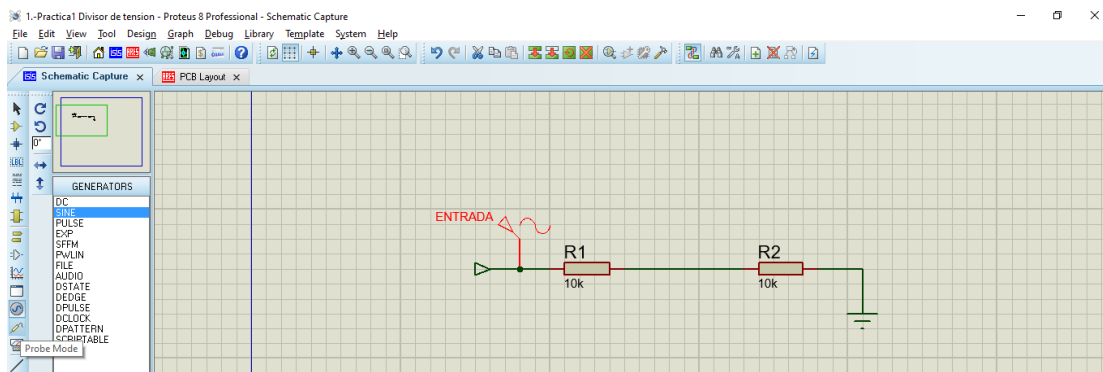 1.-Practica1 Divisor de tension - Proteus 8 Professional - Schematic Capture
File Edit View Tool Design Graph Debug Library Template System Help
Schematic Capture x PCB Layout x
0°
LBL
GENERATORS
DC
SINE
PULSE
EXP
SFFM
PWLIN
FILE
AUDIO
DSTATE
DEDGE
DPULSE
DCLOCK
DPATTERN
SCRIPTABLE
Probe Mode
ENTRADA
R1
10k
R2
10k